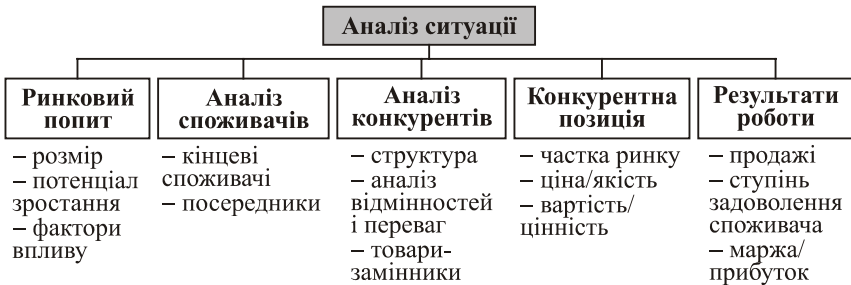 Аналіз ситуації
Ринковий
попит
– розмір
– потенціал
зростання
– фактори
впливу
Аналіз
споживачів
– кінцеві
споживачі
– посередники
Аналіз
конкурентів
– структура
– аналіз
відмінностей
і переваг
– товари-
замінники
Конкурентна
позиція
– частка ринку
– ціна/якість
– вартість/
цінність
Результати
роботи
– продажі
– ступінь
задоволення
споживача
– маржа/
прибуток